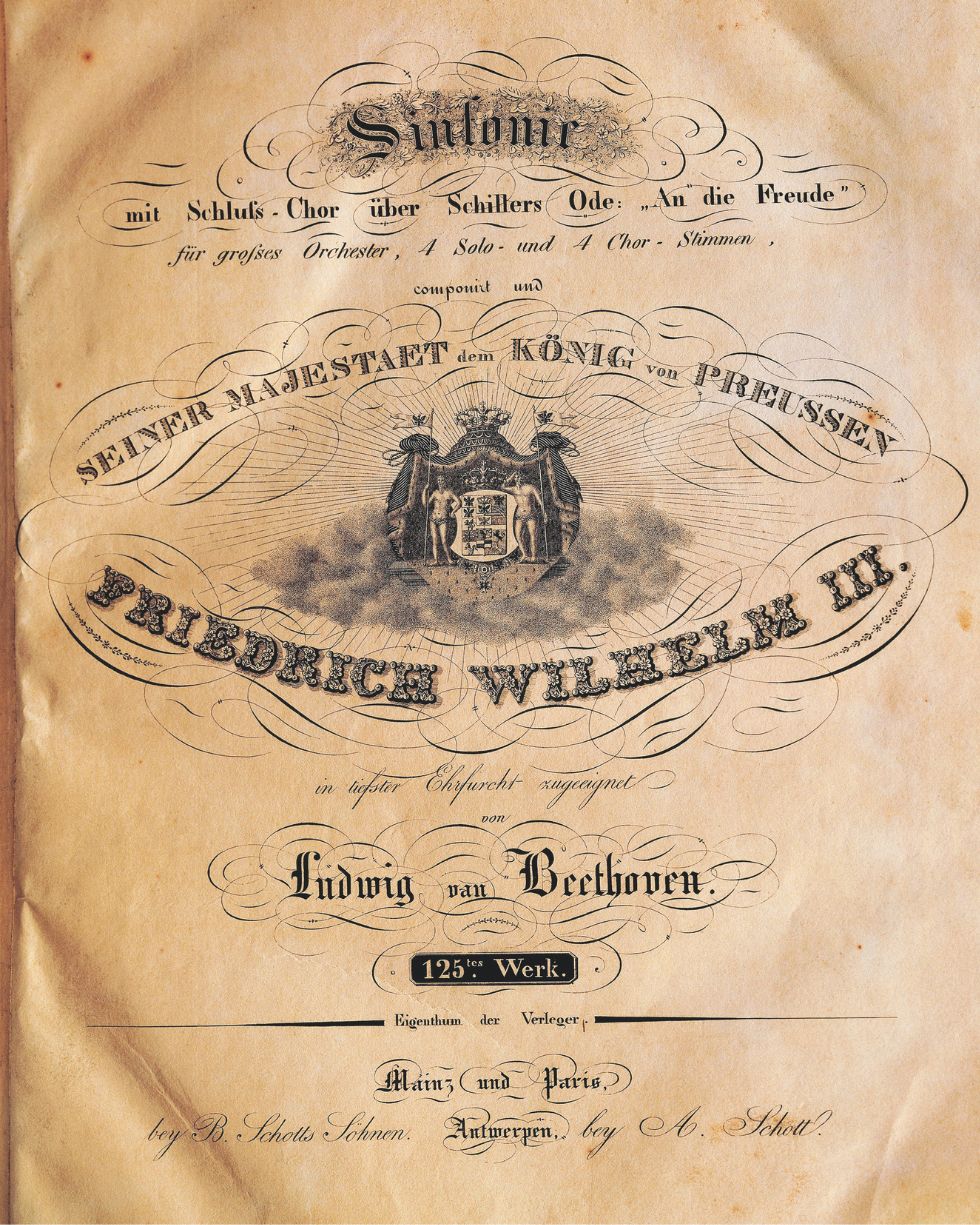 Sinfonie
mit Schluſs-Chor über Schillers Ode: „An die Freude”
für groſses Orchester, 4 Solo- und 4 Chor-Stimmen,
componirt und
SEINER MAJESTAET dem KÖNIG von PREUSSEN
FRIEDRICH WILHELM III.
in tiefster Ehrfurcht zugeeignet
von
Ludwig van Beethoven.
125tes Werk.
Eigenthum der Verleger.
Mainz und Paris,
bey B. Schotts Söhnen. Antwerpen, bey A. Schott.